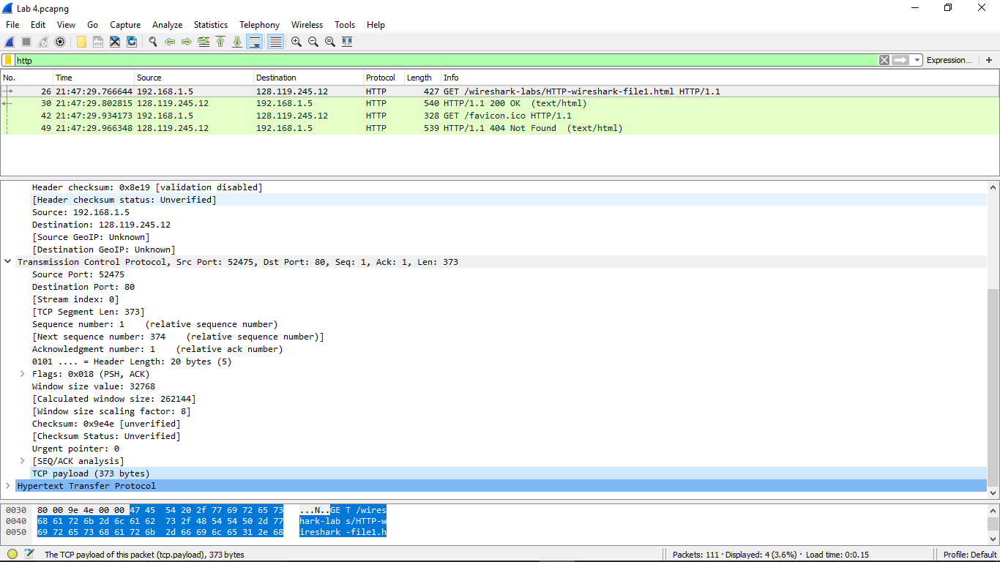 Lab 4.pcapng
File Edit View Go Capture Analyze Statistics Telephony Wireless Tools Help
http Expression... +
No. Time Source Destination Protocol Length Info
26 21:47:29.766644 192.168.1.5 128.119.245.12 HTTP 427 GET /wireshark-labs/HTTP-wireshark-file1.html HTTP/1.1
30 21:47:29.802815 128.119.245.12 192.168.1.5 HTTP 540 HTTP/1.1 200 OK (text/html)
42 21:47:29.934173 192.168.1.5 128.119.245.12 HTTP 328 GET /favicon.ico HTTP/1.1
49 21:47:29.966348 128.119.245.12 192.168.1.5 HTTP 539 HTTP/1.1 404 Not Found (text/html)
Header checksum: 0x8e19 [validation disabled]
[Header checksum status: Unverified]
Source: 192.168.1.5
Destination: 128.119.245.12
[Source GeoIP: Unknown]
[Destination GeoIP: Unknown]
Transmission Control Protocol, Src Port: 52475, Dst Port: 80, Seq: 1, Ack: 1, Len: 373
Source Port: 52475
Destination Port: 80
[Stream index: 0]
[TCP Segment Len: 373]
Sequence number: 1 (relative sequence number)
[Next sequence number: 374 (relative sequence number)]
Acknowledgment number: 1 (relative ack number)
0101 .... = Header Length: 20 bytes (5)
Flags: 0x018 (PSH, ACK)
Window size value: 32768
[Calculated window size: 262144]
[Window size scaling factor: 8]
Checksum: 0x9e4e [unverified]
[Checksum Status: Unverified]
Urgent pointer: 0
[SEQ/ACK analysis]
TCP payload (373 bytes)
Hypertext Transfer Protocol
0030 80 00 9e 4e 00 00 47 45 54 20 2f 77 69 72 65 73 ...N..GE T /wires
0040 68 61 72 6b 2d 6c 61 62 73 2f 48 54 54 50 2d 77 hark-lab s/HTTP-w
0050 69 72 65 73 68 61 72 6b 2d 66 69 6c 65 31 2e 68 ireshark -file1.h
The TCP payload of this packet (tcp.payload), 373 bytes Packets: 111 · Displayed: 4 (3.6%) · Load time: 0:0.15 Profile: Default